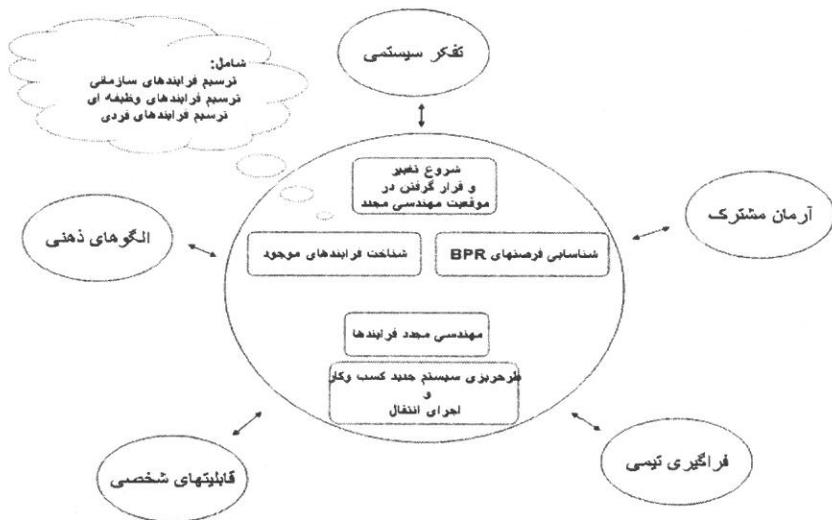 تفکر سیستمی
شامل:
ترسیم فرایندهای سازمانی
ترسیم فرایندهای وظیفه ای
ترسیم فرایندهای فردی
شروع تغییر
و قرار گرفتن در
موقعیت مهندسی مجدد
آرمان مشترک
الگوهای ذهنی
شناسایی فرصتهای BPR
شناخت فرایندهای موجود
مهندسی مجدد فرایندها
طرحریزی سیستم جدید کسب وکار
و
اجرای انتقال
فراگیری تیمی
قابلیتهای شخصی